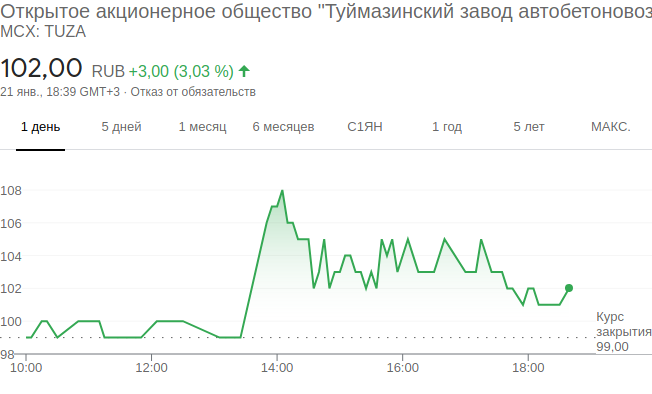 Открытое акционерное общество "Туймазинский завод автобетоновоз
MCX: TUZA
102,00 RUB +3,00 (3,03 %)
21 янв., 18:39 GMT+3 · Отказ от обязательств
1 день 5 дней 1 месяц 6 месяцев С1ЯН 1 год 5 лет МАКС.
108
106
104
102
100
Курс
закрытия
99,00
98
10:00 12:00 14:00 16:00 18:00